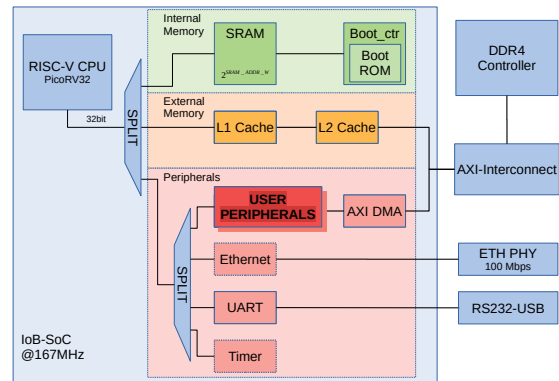 Internal
Memory
SRAM
2^SRAM_ADDR_W
Boot_ctr
Boot
ROM
RISC-V CPU
PicoRV32
32bit
SPLIT
External
Memory
L1 Cache
L2 Cache
DDR4
Controller
AXI-Interconnect
Peripherals
USER
PERIPHERALS
AXI DMA
SPLIT
Ethernet
ETH PHY
100 Mbps
UART
RS232-USB
Timer
IoB-SoC
@167MHz